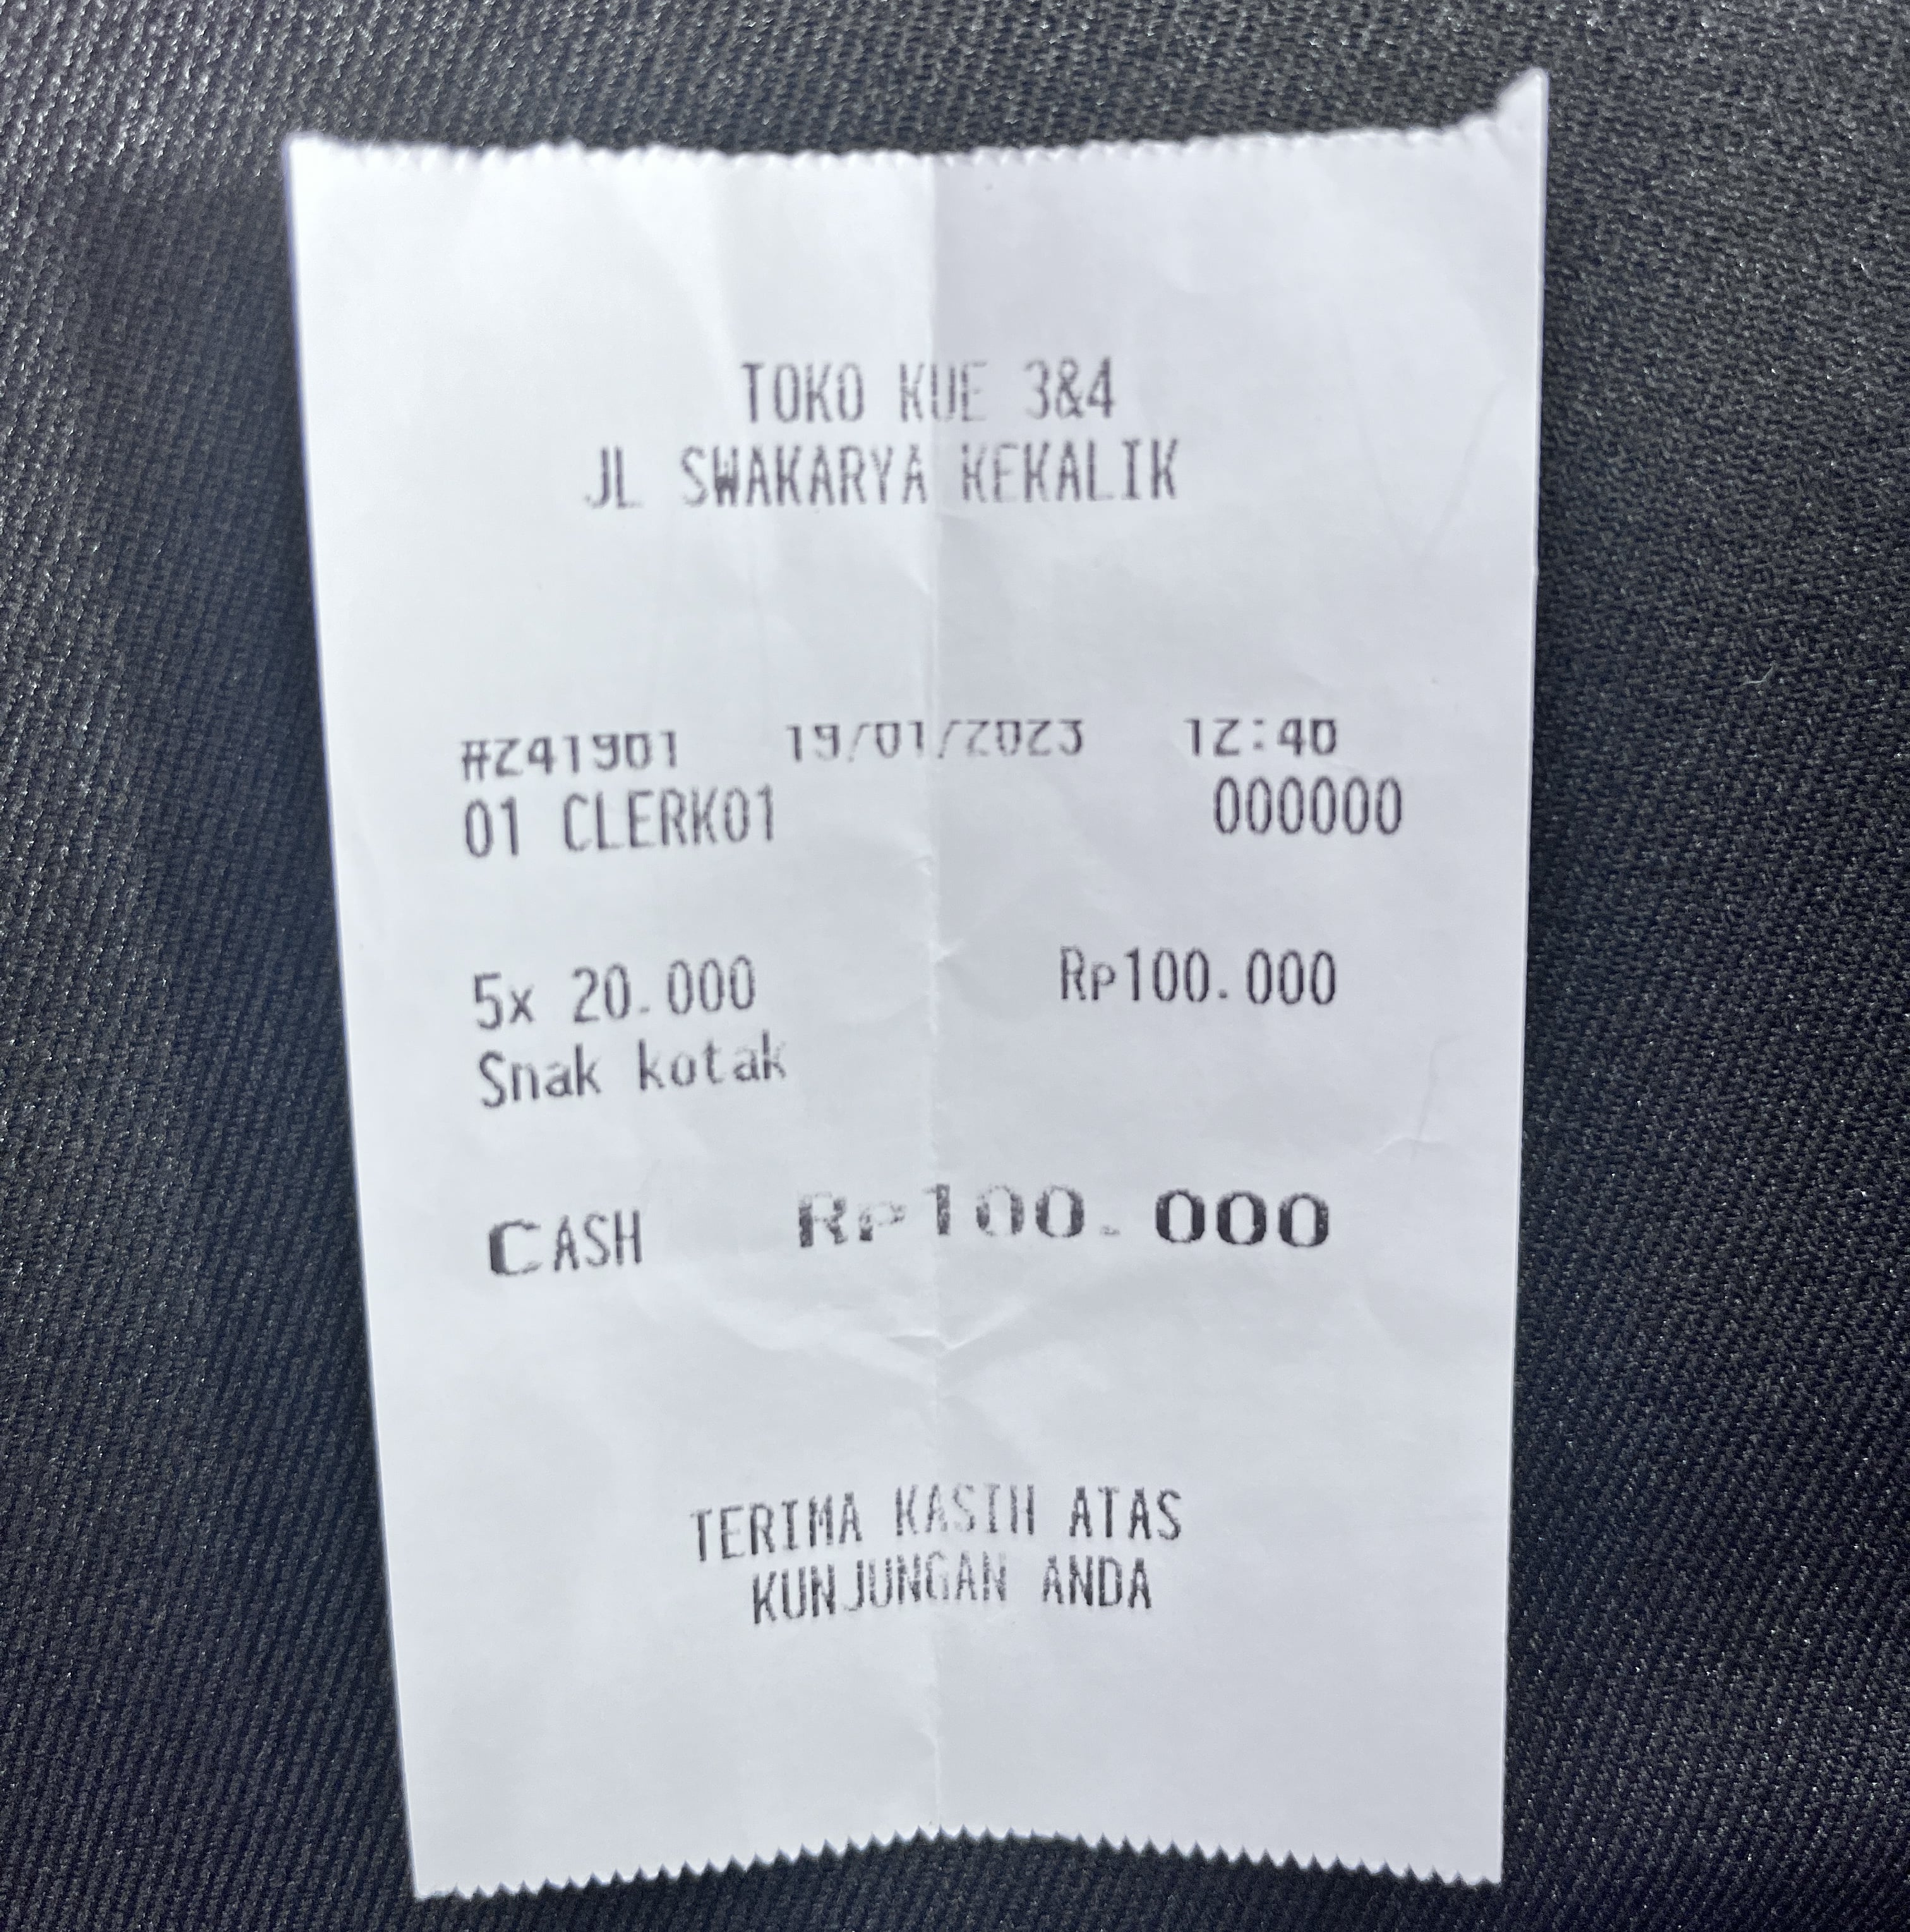 TOKO KUE 3&4
JL SWAKARYA KEKALIK
#241901 19/01/2023 12:40
01 CLERK01 000000
5x 20.000 Rp100.000
Snak kotak
CASH Rp100.000
TERIMA KASIH ATAS
KUNJUNGAN ANDA